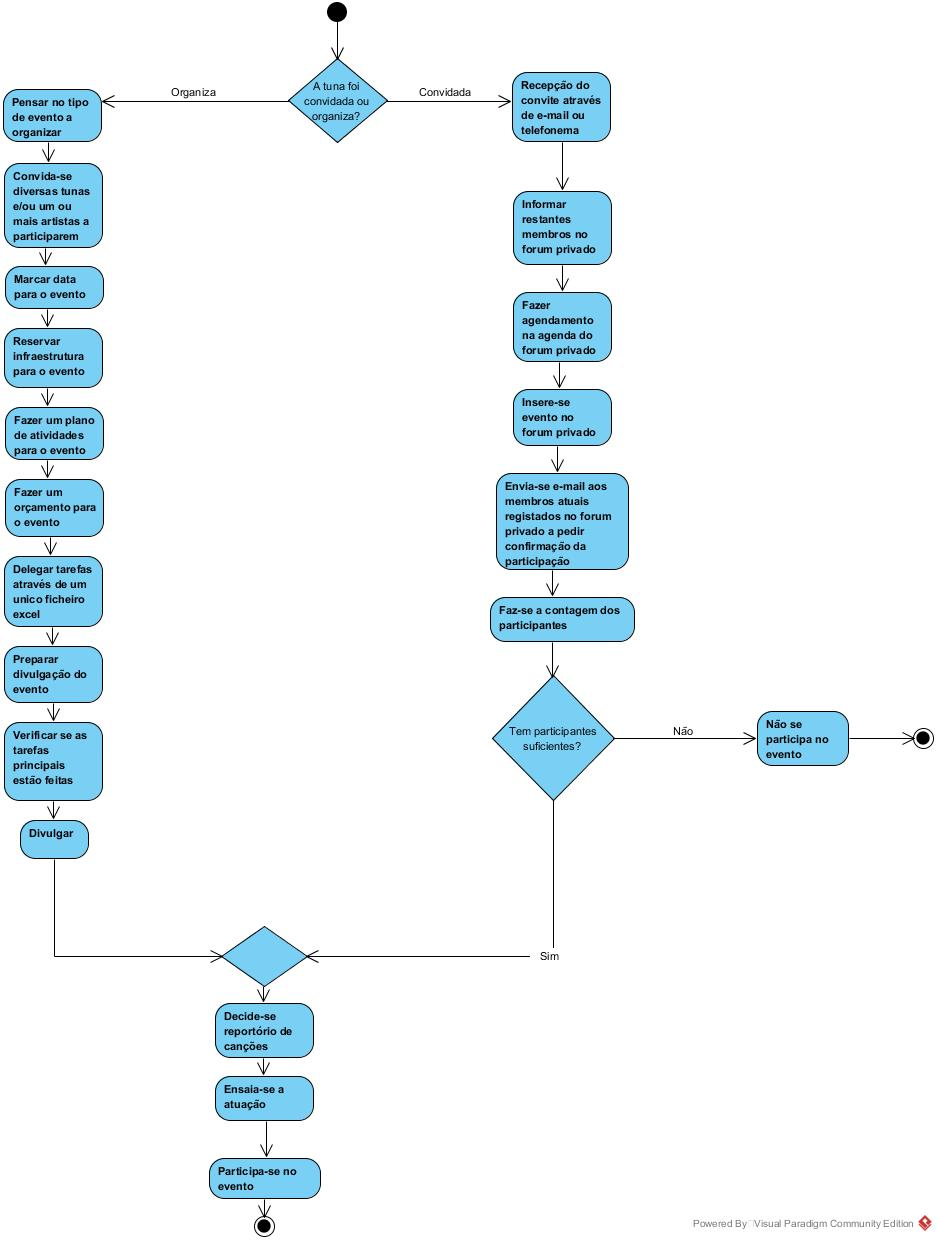 A tuna foi
convidada ou
organiza?
Organiza
Convidada
Pensar no tipo
de evento a
organizar
Convida-se
diversas tunas
e/ou um ou
mais artistas a
participarem
Marcar data
para o evento
Reservar
infraestrutura
para o evento
Fazer um plano
de atividades
para o evento
Fazer um
orçamento para
o evento
Delegar tarefas
através de um
unico ficheiro
excel
Preparar
divulgação do
evento
Verificar se as
tarefas
principais
estão feitas
Divulgar
Recepção do
convite através
de e-mail ou
telefonema
Informar
restantes
membros no
forum privado
Fazer
agendamento
na agenda do
forum privado
Insere-se
evento no
forum privado
Envia-se e-mail aos
membros atuais
registados no forum
privado a pedir
confirmação da
participação
Faz-se a contagem dos
participantes
Tem participantes
suficientes?
Não
Não se
participa no
evento
Sim
Decide-se
reportório de
canções
Ensaia-se a
atuação
Participa-se no
evento
Powered By Visual Paradigm Community Edition